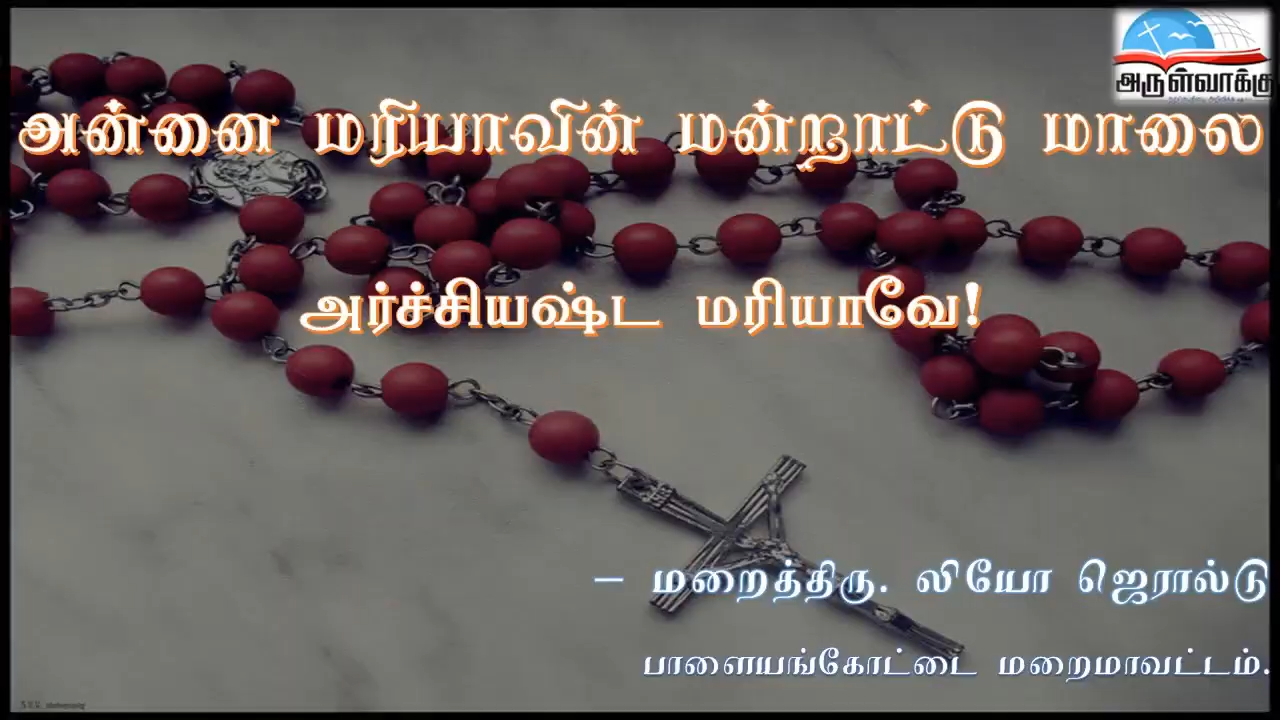 அருள்வாக்கு
அன்னை மரியாவின் மன்றாட்டு மாலை
அர்ச்சியஷ்ட மரியாவே!
– மறைத்திரு. லியோ ஜெரால்டு
பாளையங்கோட்டை மறைமாவட்டம்.